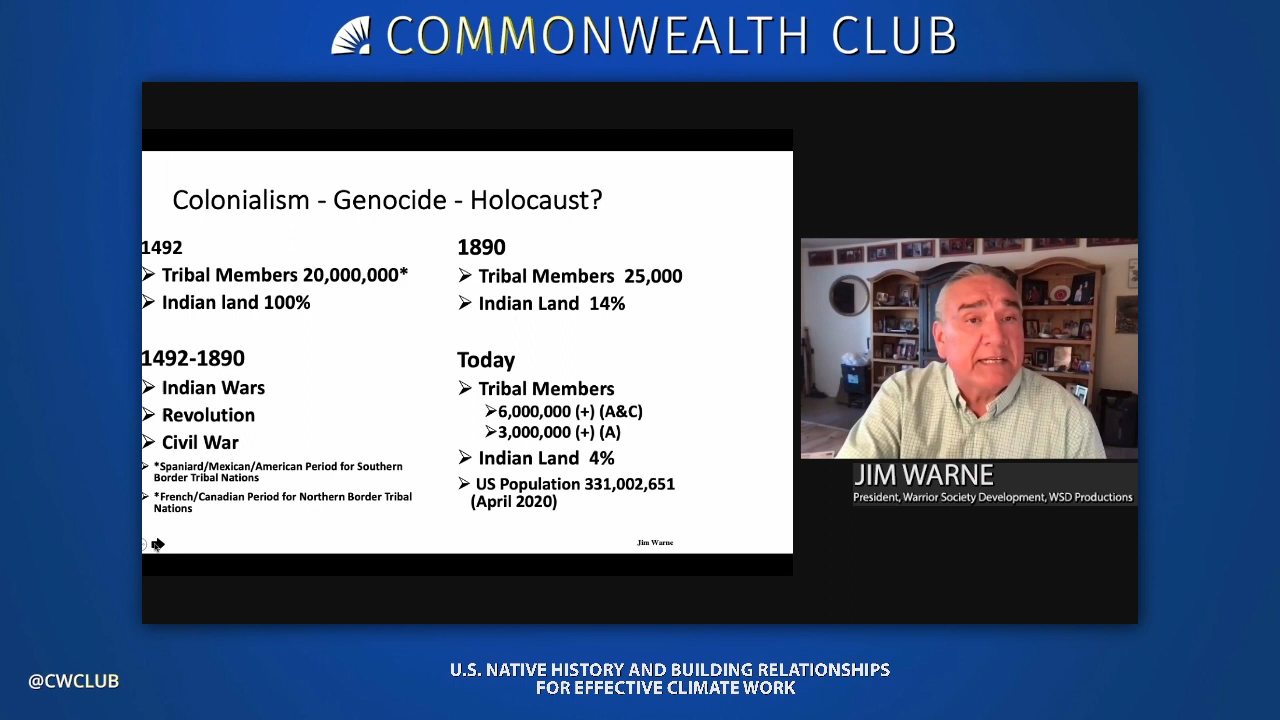 COMMONWEALTH CLUB
Colonialism - Genocide - Holocaust?
1492
➢ Tribal Members 20,000,000*
➢ Indian land 100%
1492-1890
➢ Indian Wars
➢ Revolution
➢ Civil War
➢ *Spaniard/Mexican/American Period for Southern
Border Tribal Nations
➢ *French/Canadian Period for Northern Border Tribal
Nations
1890
➢ Tribal Members 25,000
➢ Indian Land 14%
Today
➢ Tribal Members
➢6,000,000 (+) (A&C)
➢3,000,000 (+) (A)
➢ Indian Land 4%
➢ US Population 331,002,651
(April 2020)
Jim Warne
JIM WARNE
President, Warrior Society Development, WSD Productions
@CWCLUB
U.S. NATIVE HISTORY AND BUILDING RELATIONSHIPS
FOR EFFECTIVE CLIMATE WORK